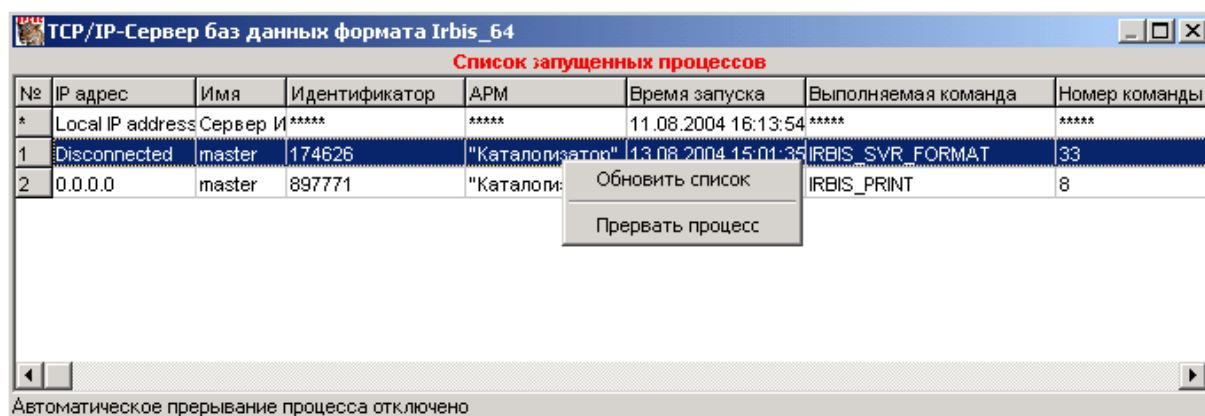 TCP/IP-Сервер баз данных формата Irbis_64
Список запущенных процессов
№ IP адрес Имя Идентификатор АРМ Время запуска Выполняемая команда Номер команды
* Local IP address Сервер И ***** ***** 11.08.2004 16:13:54 ***** *****
1 Disconnected master 174626 "Каталогизатор" 13.08.2004 15:01:35 IRBIS_SVR_FORMAT 33
2 0.0.0.0 master 897771 "Каталоги IRBIS_PRINT 8
Обновить список
Прервать процесс
Автоматическое прерывание процесса отключено